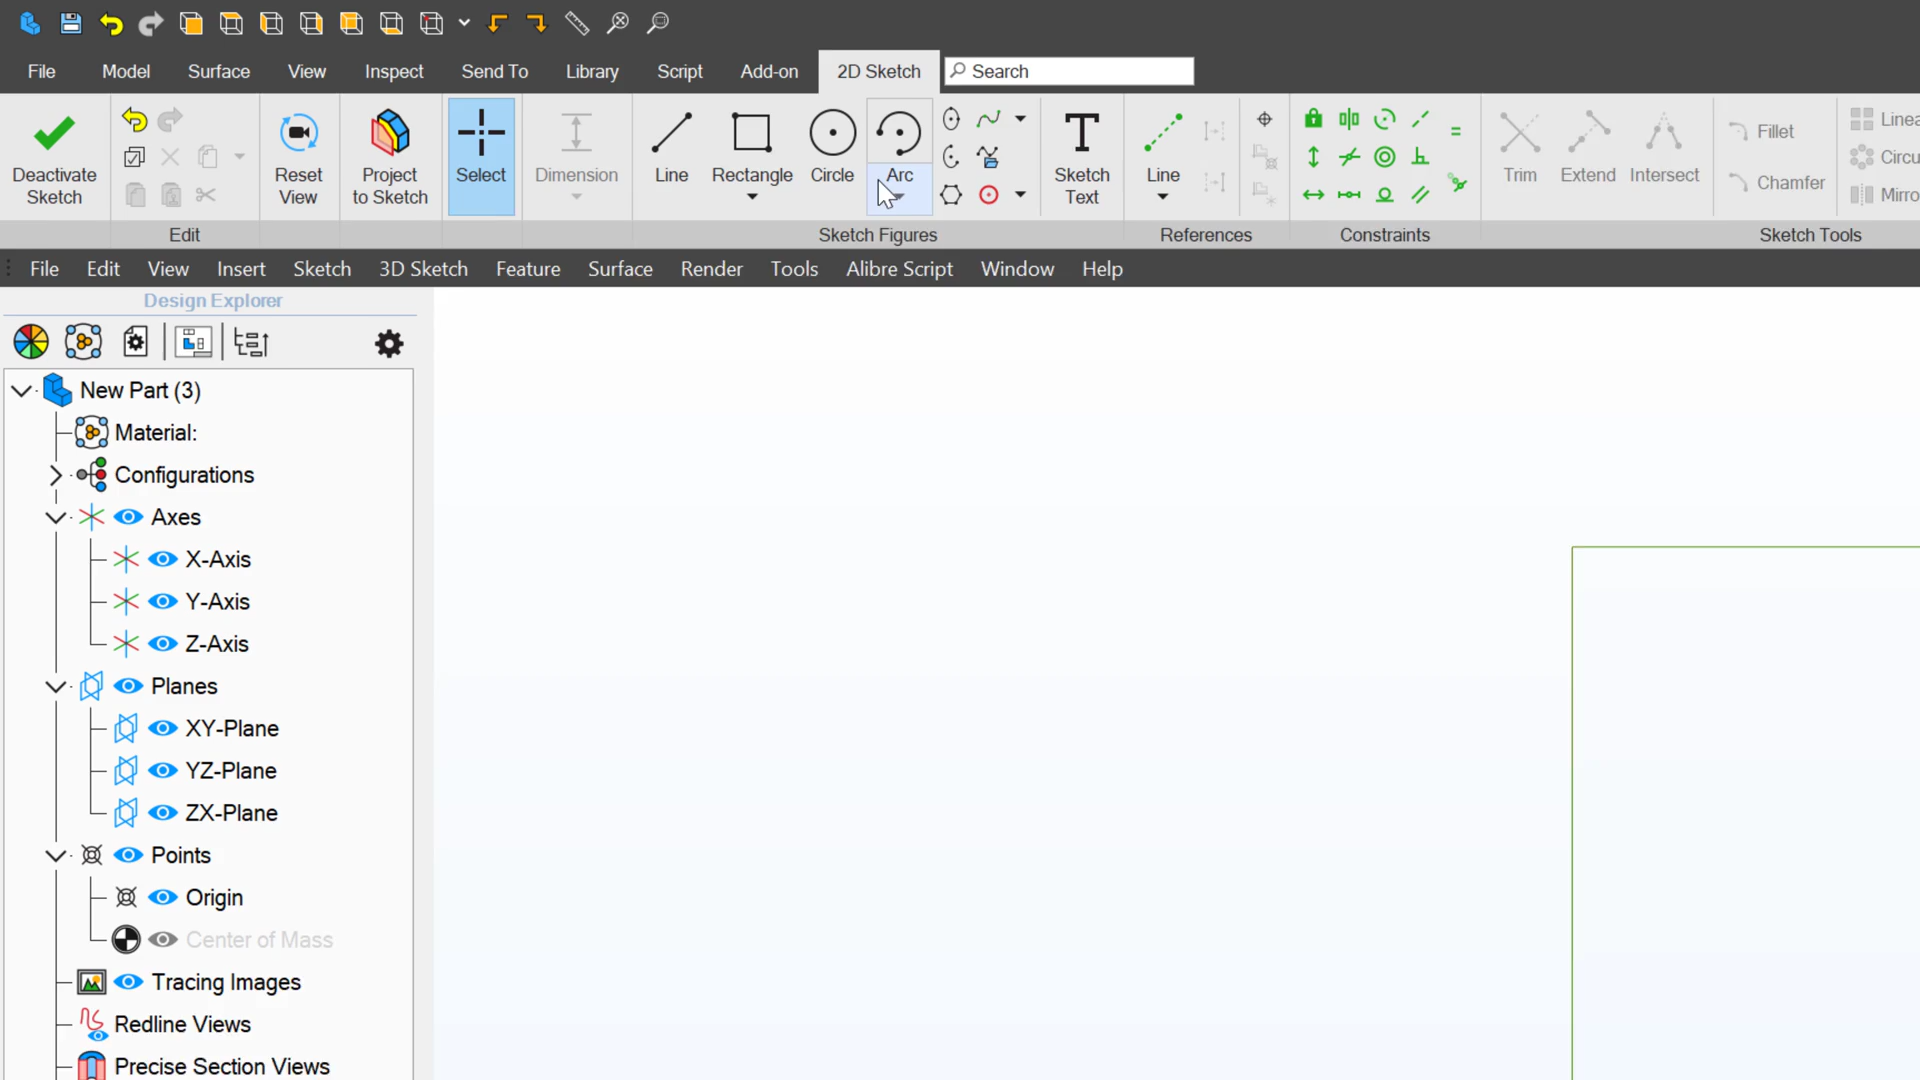 File Model Surface View Inspect Send To Library Script Add-on 2D Sketch Search
Deactivate Sketch
Reset View
Project to Sketch
Select
Dimension
Line
Rectangle
Circle
Arc
Sketch Text
Line
Trim
Extend
Intersect
Fillet
Chamfer
Linea
Circu
Mirro
Edit
Sketch Figures
References
Constraints
Sketch Tools
File Edit View Insert Sketch 3D Sketch Feature Surface Render Tools Alibre Script Window Help
Design Explorer
New Part (3)
Material:
Configurations
Axes
X-Axis
Y-Axis
Z-Axis
Planes
XY-Plane
YZ-Plane
ZX-Plane
Points
Origin
Center of Mass
Tracing Images
Redline Views
Precise Section Views